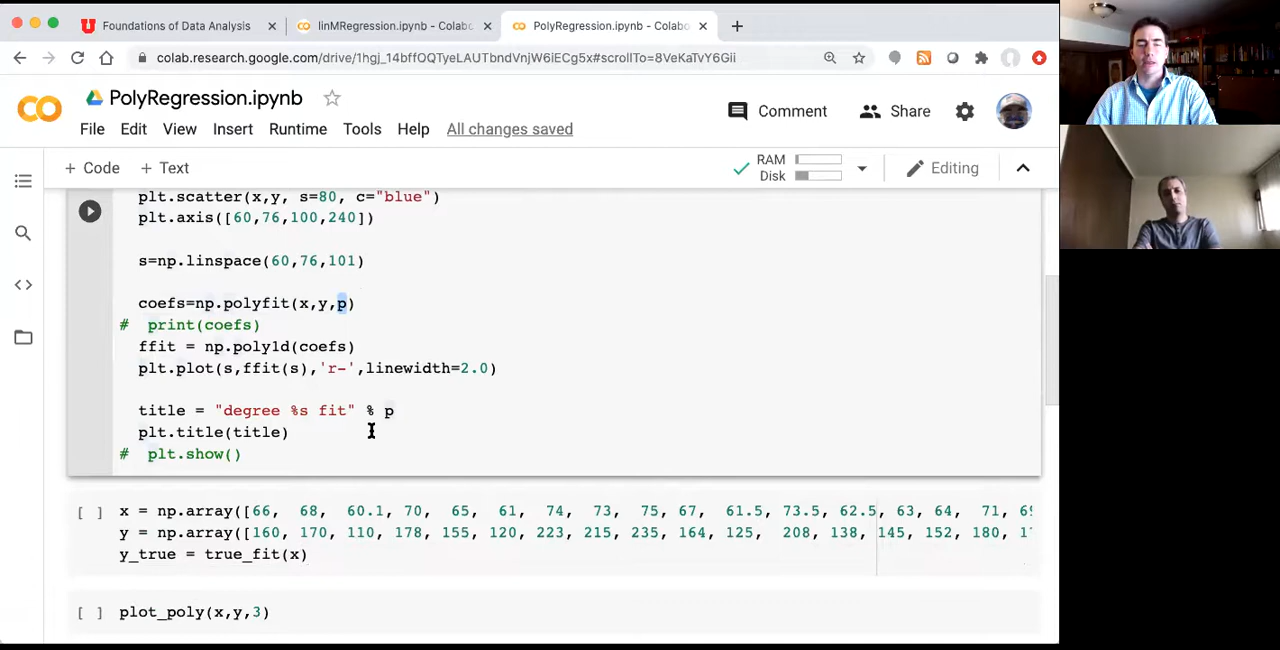 Foundations of Data Analysis
linMRegression.ipynb - Colabo
PolyRegression.ipynb - Colabo
colab.research.google.com/drive/1hgj_14bffOQTyeLAUTbndVnjW6iECg5x#scrollTo=8VeKaTvY6Gii
PolyRegression.ipynb
Comment
Share
File Edit View Insert Runtime Tools Help All changes saved
+ Code + Text
RAM
Disk
Editing
plt.scatter(x,y, s=80, c="blue")
plt.axis([60,76,100,240])
s=np.linspace(60,76,101)
coefs=np.polyfit(x,y,p)
# print(coefs)
ffit = np.poly1d(coefs)
plt.plot(s,ffit(s),'r-',linewidth=2.0)
title = "degree %s fit" % p
plt.title(title)
# plt.show()
[ ] x = np.array([66, 68, 60.1, 70, 65, 61, 74, 73, 75, 67, 61.5, 73.5, 62.5, 63, 64, 71, 69
y = np.array([160, 170, 110, 178, 155, 120, 223, 215, 235, 164, 125, 208, 138, 145, 152, 180, 1
y_true = true_fit(x)
[ ] plot_poly(x,y,3)